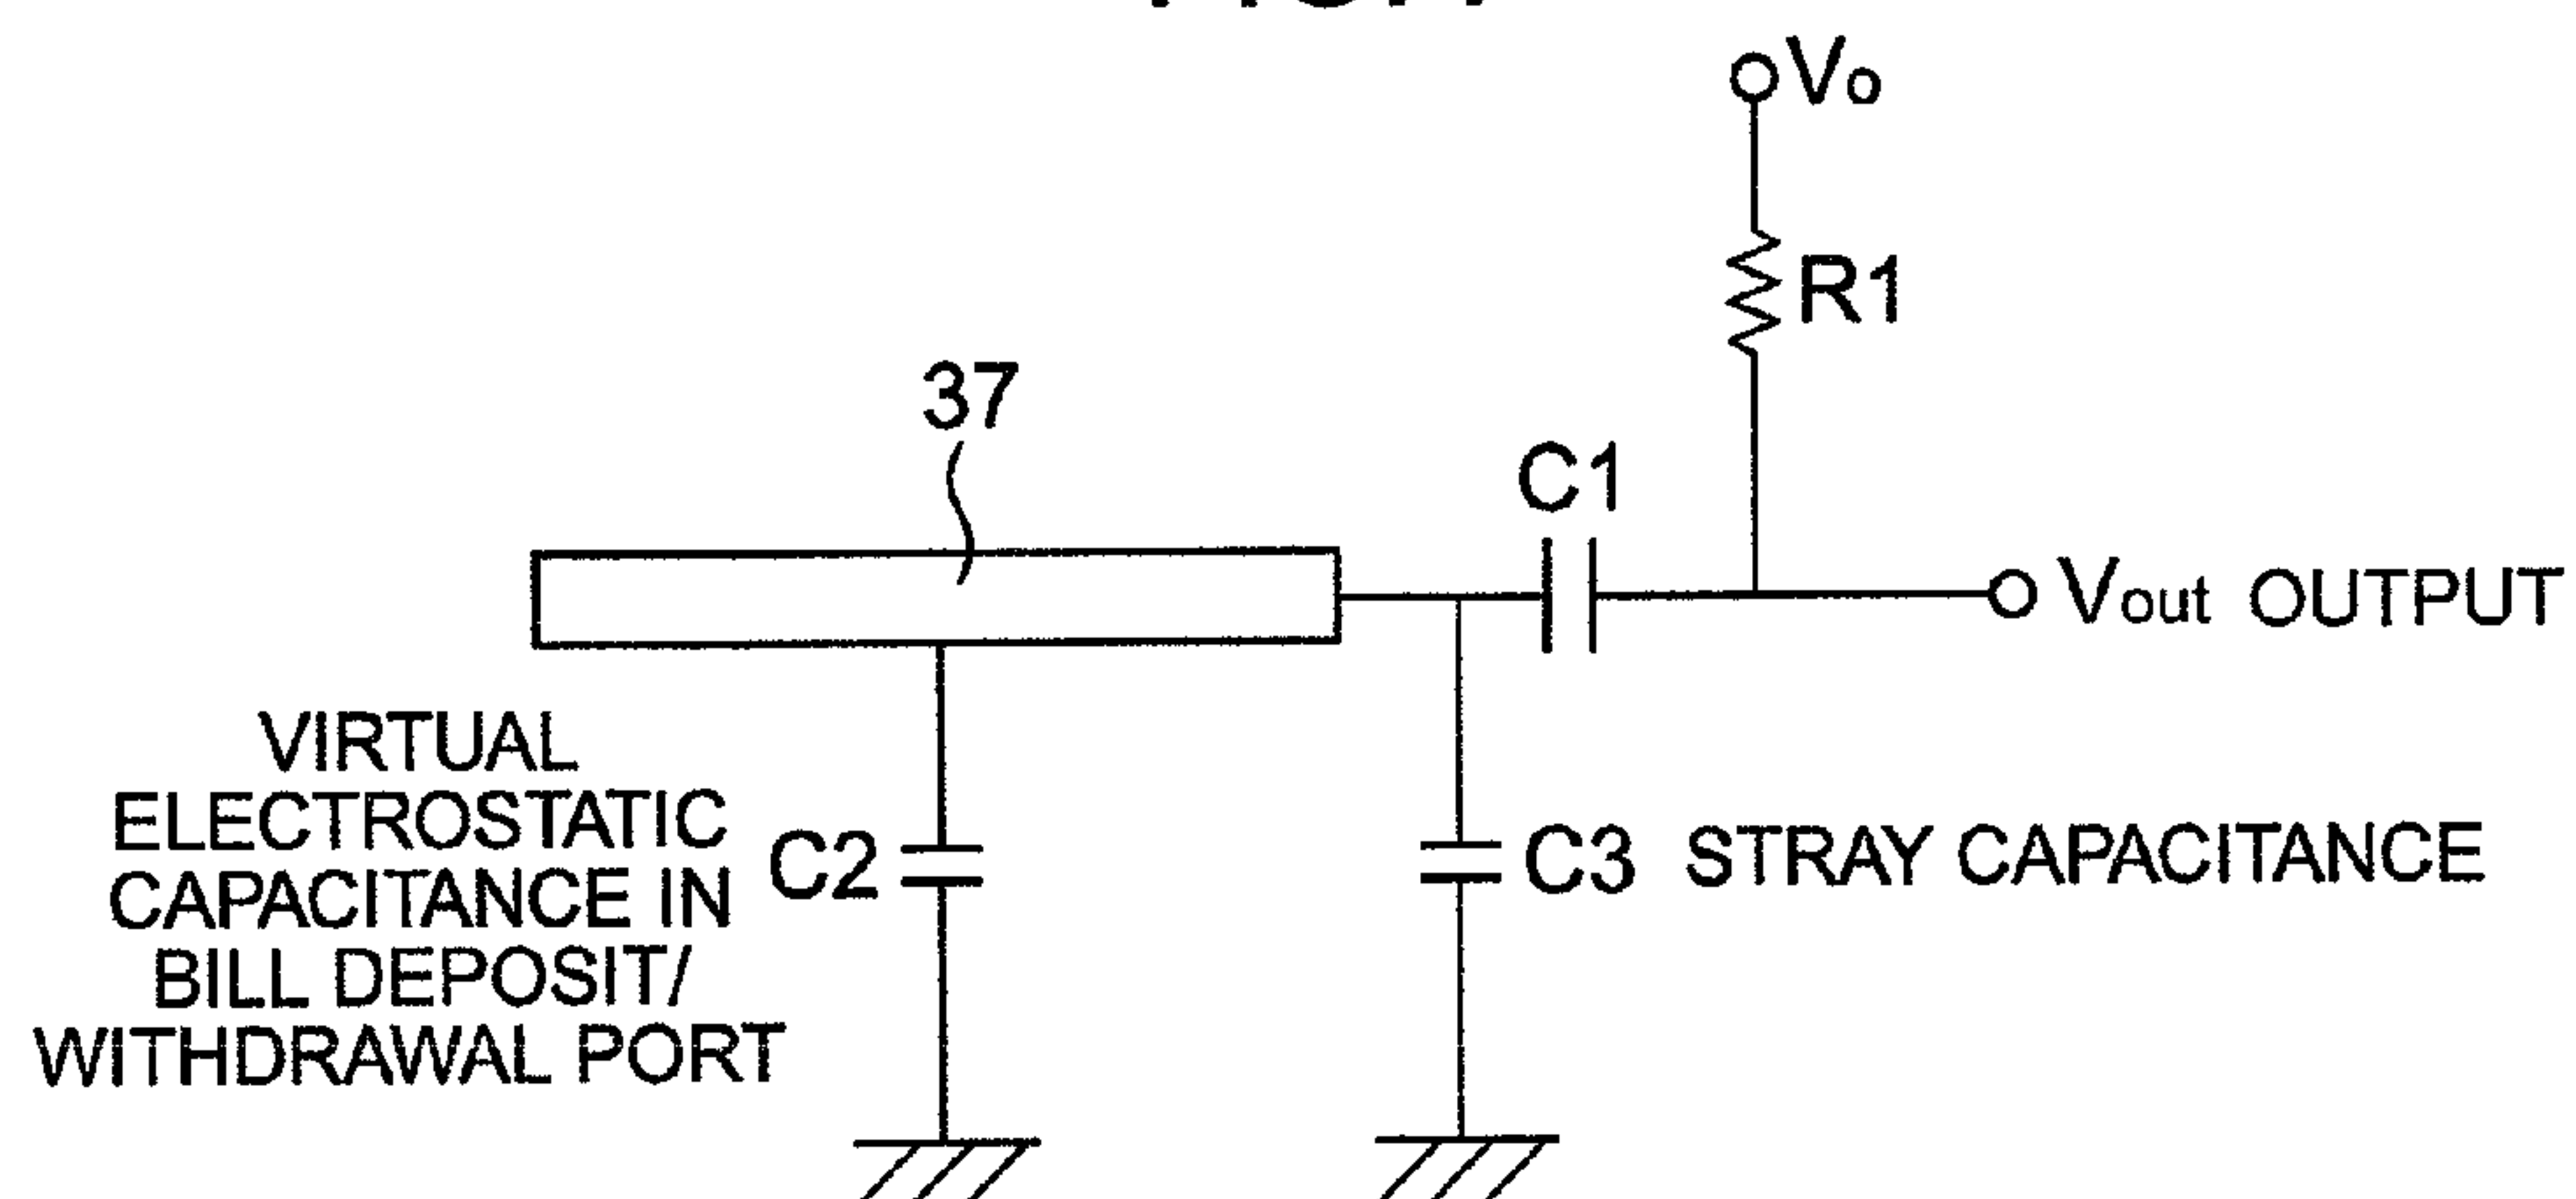 Vo
R1
37
C1
Vout OUTPUT
VIRTUAL
ELECTROSTATIC
CAPACITANCE IN
BILL DEPOSIT/
WITHDRAWAL PORT
C2
C3 STRAY CAPACITANCE